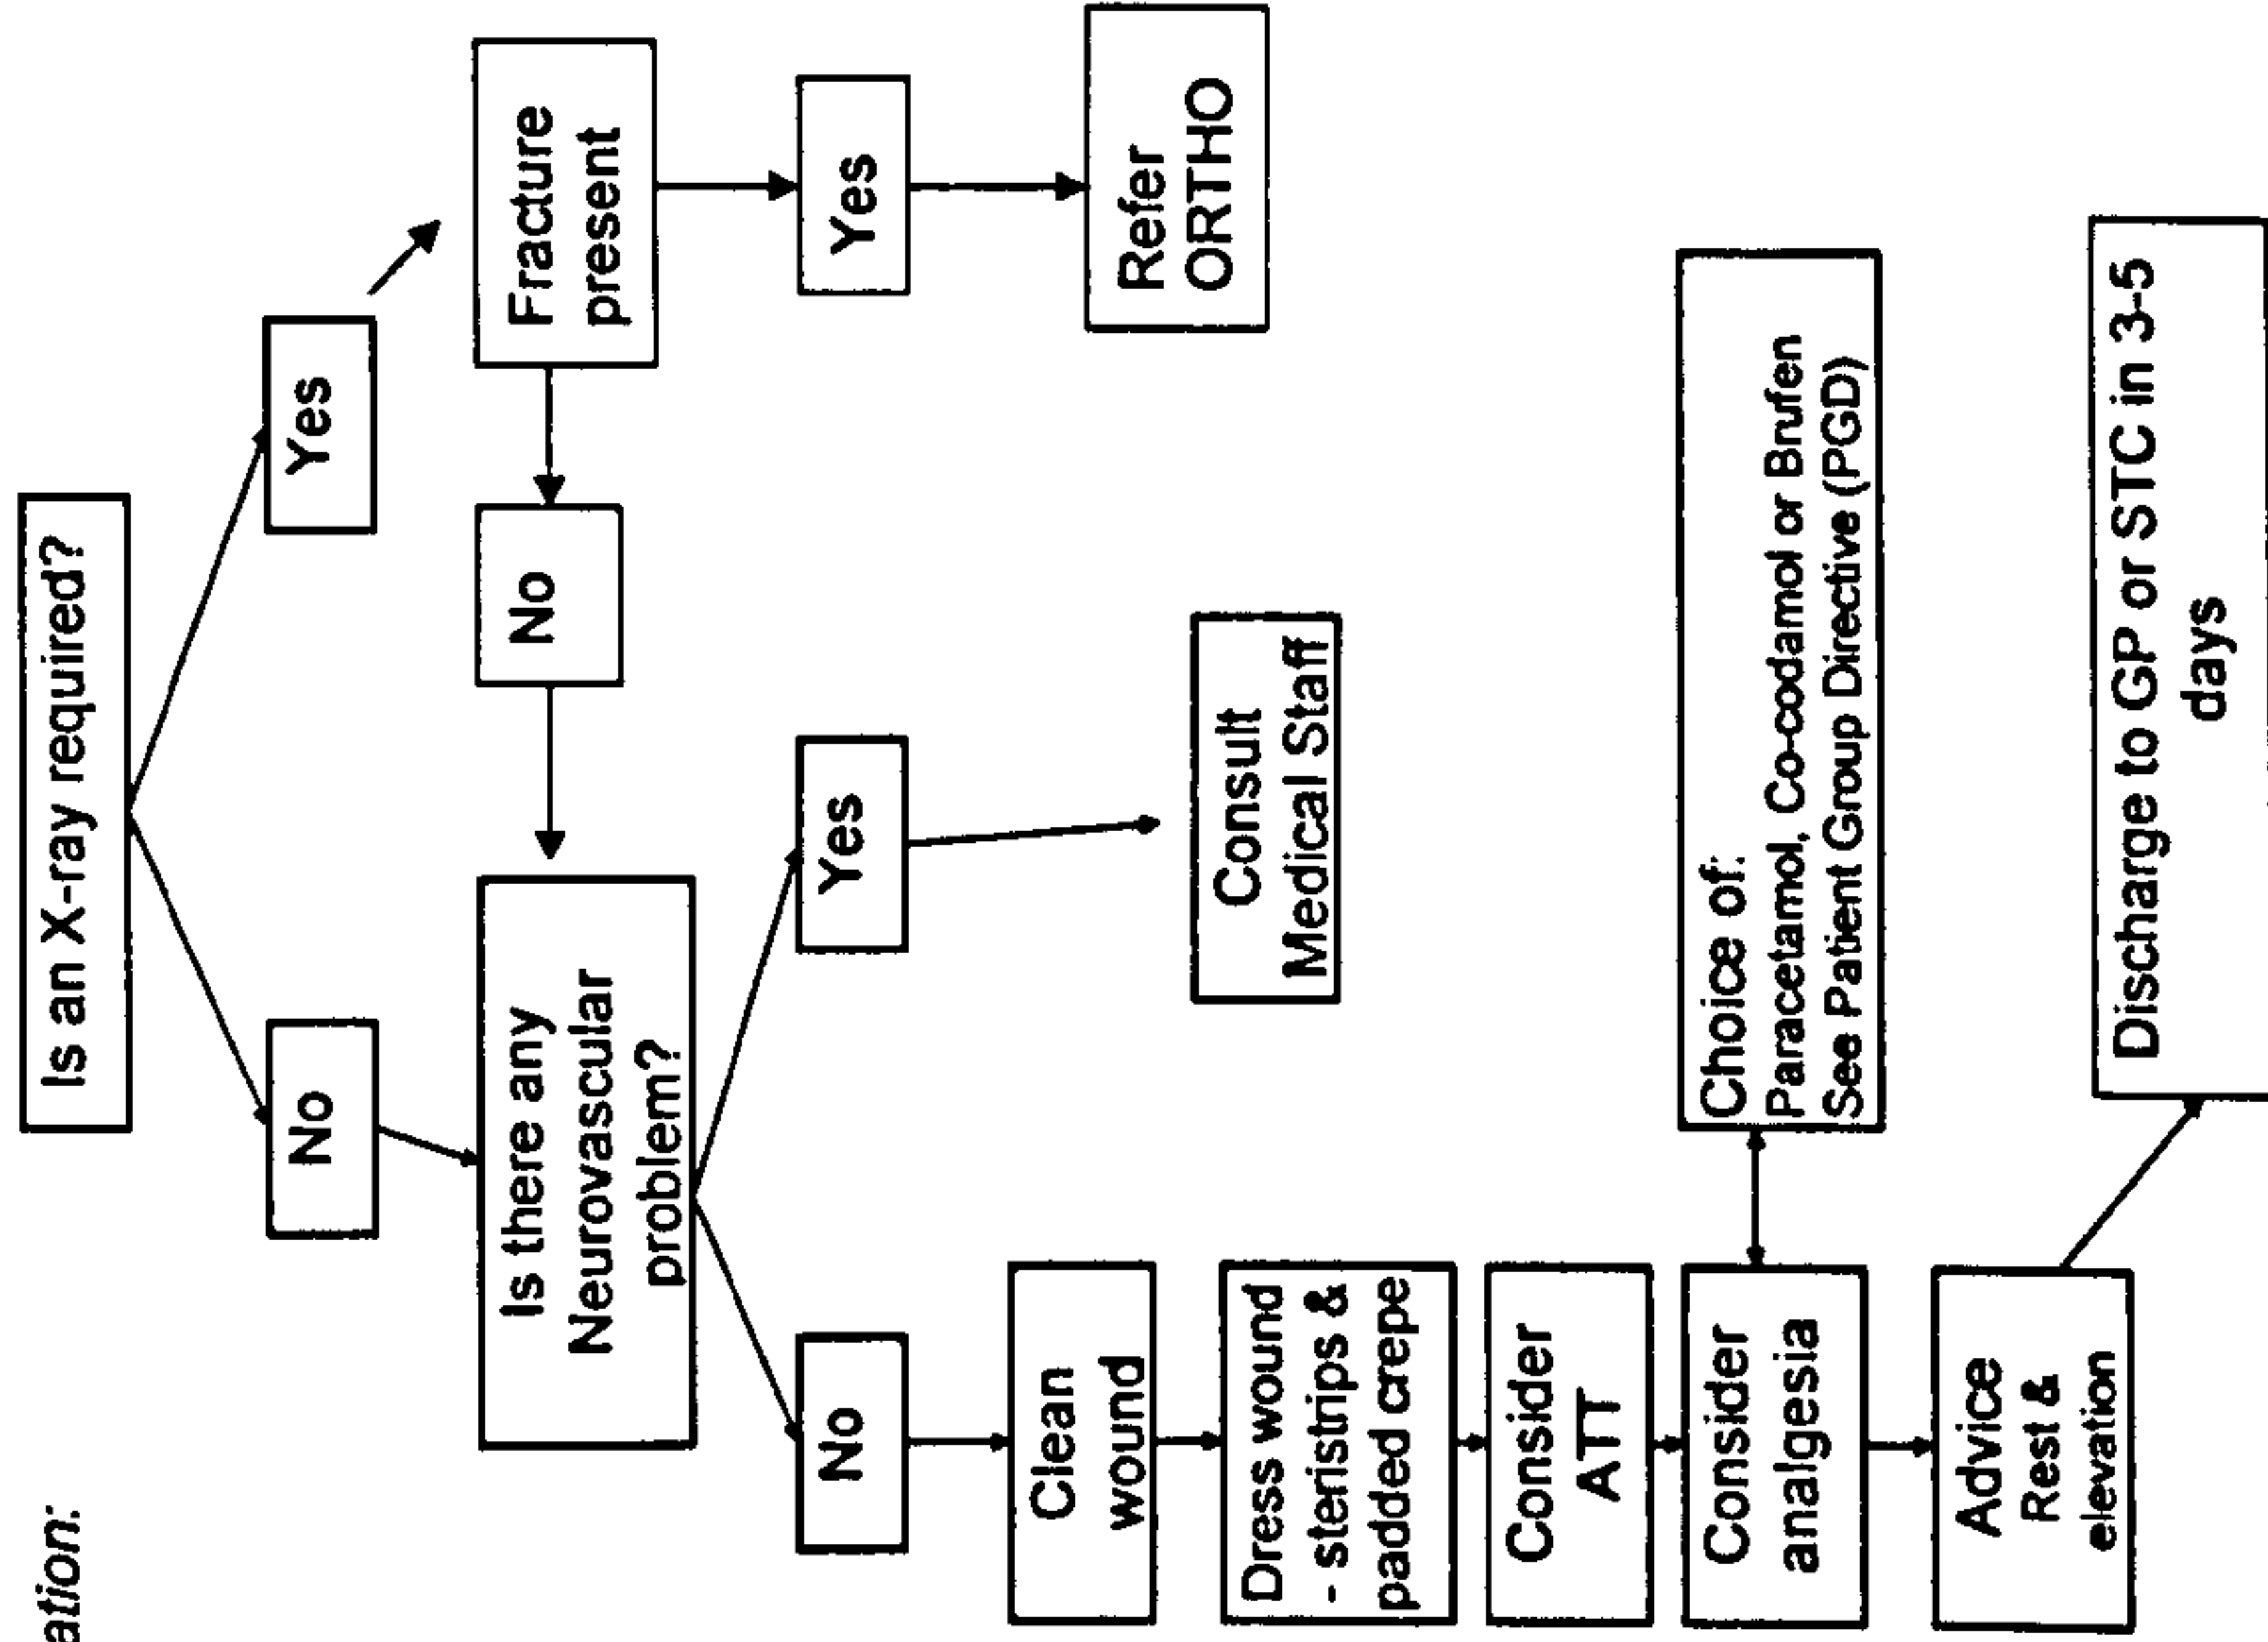 ation:
Is an X-ray required?
No
Yes
Is there any
Neurovascular
problem?
No
Fracture
present
No
Yes
Yes
Clean
wound
Consult
Medical Staff
Refer
ORTHO
Dress wound
- steristrips &
padded crepe
Consider
ATT
Consider
analgesia
Choice of:
Paracetamol, Co-codamol or Brufen
See Patient Group Directive (PGD)
Advice
Rest &
elevation
Discharge to GP or STC in 3-5
days